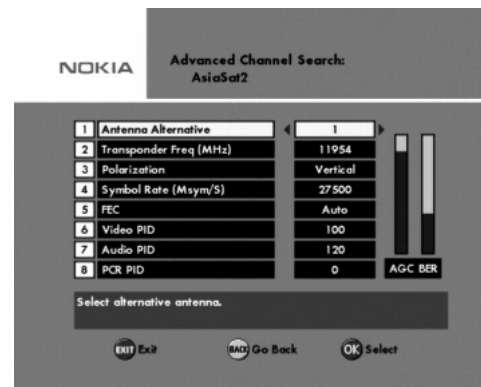 NOKIA
Advanced Channel Search:
AsiaSat2
1 Antenna Alternative 1
2 Transponder Freq (MHz) 11954
3 Polarization Vertical
4 Symbol Rate (Msym/S) 27500
5 FEC Auto
6 Video PID 100
7 Audio PID 120
8 PCR PID 0
AGC BER
Select alternative antenna.
EXIT Exit BACK Go Back OK Select